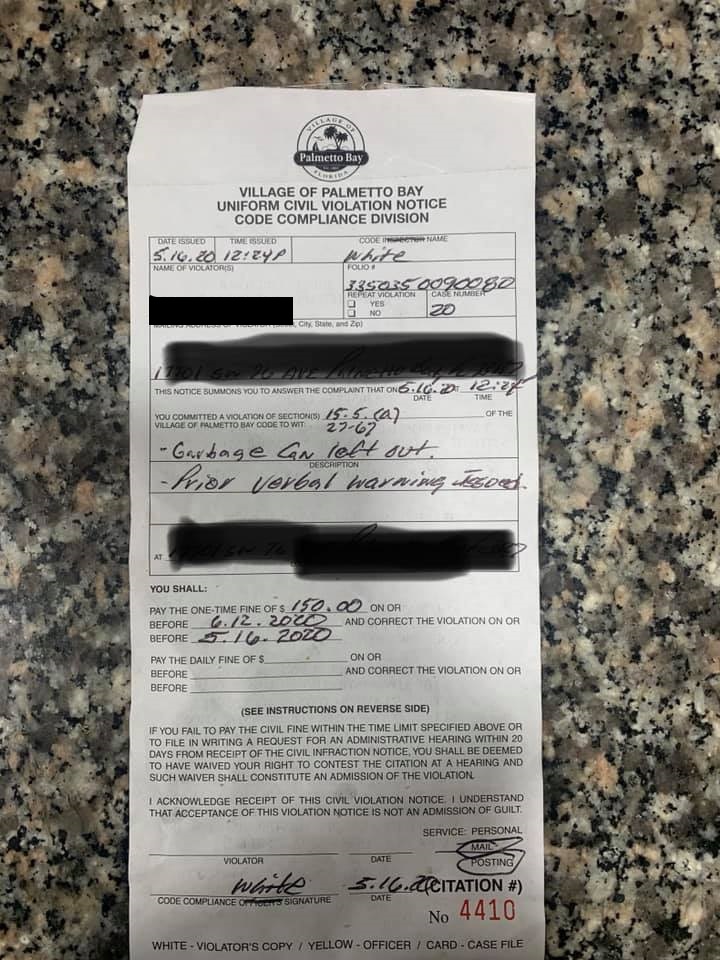 VILLAGE OF
Palmetto Bay
FLORIDA
VILLAGE OF PALMETTO BAY
UNIFORM CIVIL VIOLATION NOTICE
CODE COMPLIANCE DIVISION
DATE ISSUED TIME ISSUED CODE INSPECTOR NAME
5.16.20 12:24P White
NAME OF VIOLATOR(S) FOLIO #
3350350090080
REPEAT VIOLATION CASE NUMBER
YES
NO 20
MAILING ADDRESS OF VIOLATOR (Street, City, State, and Zip)
THIS NOTICE SUMMONS YOU TO ANSWER THE COMPLAINT THAT ON 5.16.20 AT 12:24
DATE TIME
YOU COMMITTED A VIOLATION OF SECTION(S) 15-5.(a) OF THE
VILLAGE OF PALMETTO BAY CODE TO WIT: 27-67
- Garbage Can left out.
DESCRIPTION
- Prior verbal warning issued.
AT
YOU SHALL:
PAY THE ONE-TIME FINE OF $ 150.00 ON OR
BEFORE 6.12.2020 AND CORRECT THE VIOLATION ON OR
BEFORE 5.16.2020
PAY THE DAILY FINE OF $ ON OR
BEFORE AND CORRECT THE VIOLATION ON OR
BEFORE
(SEE INSTRUCTIONS ON REVERSE SIDE)
IF YOU FAIL TO PAY THE CIVIL FINE WITHIN THE TIME LIMIT SPECIFIED ABOVE OR
TO FILE IN WRITING A REQUEST FOR AN ADMINISTRATIVE HEARING WITHIN 20
DAYS FROM RECEIPT OF THE CIVIL INFRACTION NOTICE, YOU SHALL BE DEEMED
TO HAVE WAIVED YOUR RIGHT TO CONTEST THE CITATION AT A HEARING AND
SUCH WAIVER SHALL CONSTITUTE AN ADMISSION OF THE VIOLATION.
I ACKNOWLEDGE RECEIPT OF THIS CIVIL VIOLATION NOTICE. I UNDERSTAND
THAT ACCEPTANCE OF THIS VIOLATION NOTICE IS NOT AN ADMISSION OF GUILT.
SERVICE: PERSONAL
MAIL
POSTING
VIOLATOR DATE
White 5.16.20 (CITATION #)
CODE COMPLIANCE OFFICER'S SIGNATURE DATE
No 4410
WHITE - VIOLATOR'S COPY / YELLOW - OFFICER / CARD - CASE FILE